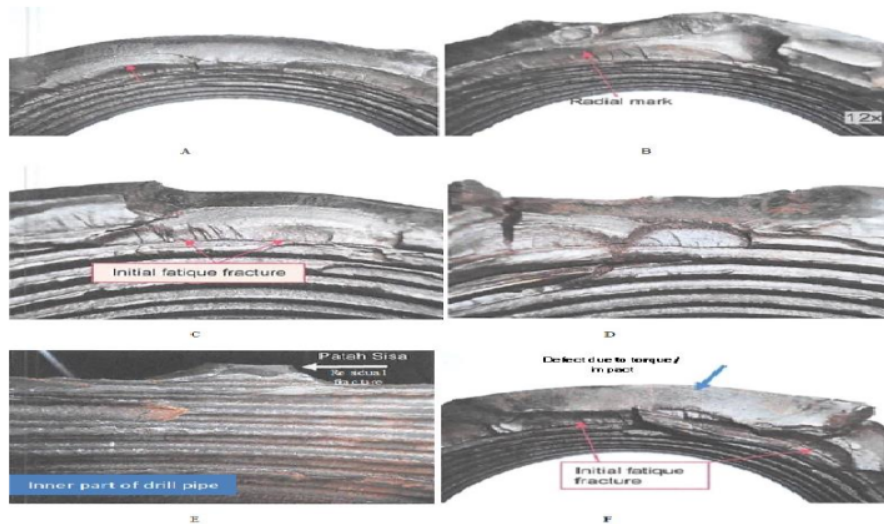 Radial mark
12x
A
B
Initial fatique fracture
C
D
Patah Sisa
Residual
fracture
Inner part of drill pipe
E
Defect due to torque/
impact
Initial fatique
fracture
F